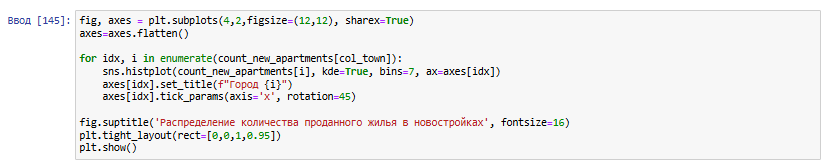 Ввод [145]: fig, axes = plt.subplots(4,2,figsize=(12,12), sharex=True)
axes=axes.flatten()
for idx, i in enumerate(count_new_apartments[col_town]):
sns.histplot(count_new_apartments[i], kde=True, bins=7, ax=axes[idx])
axes[idx].set_title(f"Город {i}")
axes[idx].tick_params(axis='x', rotation=45)
fig.suptitle('Распределение количества проданного жилья в новостройках', fontsize=16)
plt.tight_layout(rect=[0,0,1,0.95])
plt.show()